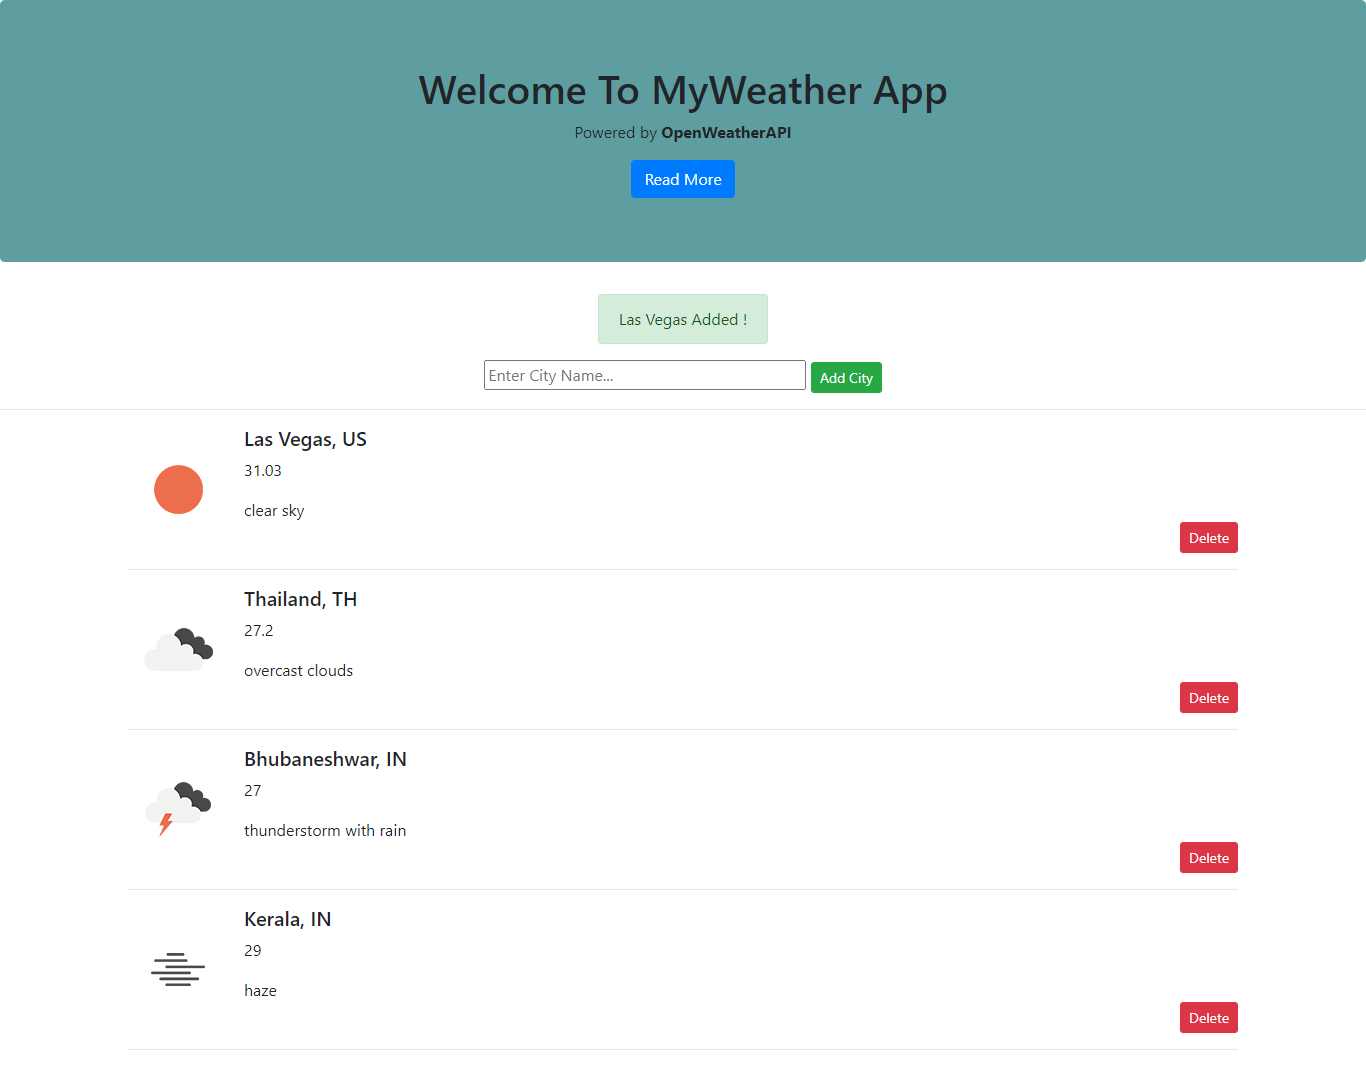 Welcome To MyWeather App
Powered by OpenWeatherAPI
Read More
Las Vegas Added !
Enter City Name...
Add City
Las Vegas, US
31.03
clear sky
Delete
Thailand, TH
27.2
overcast clouds
Delete
Bhubaneshwar, IN
27
thunderstorm with rain
Delete
Kerala, IN
29
haze
Delete